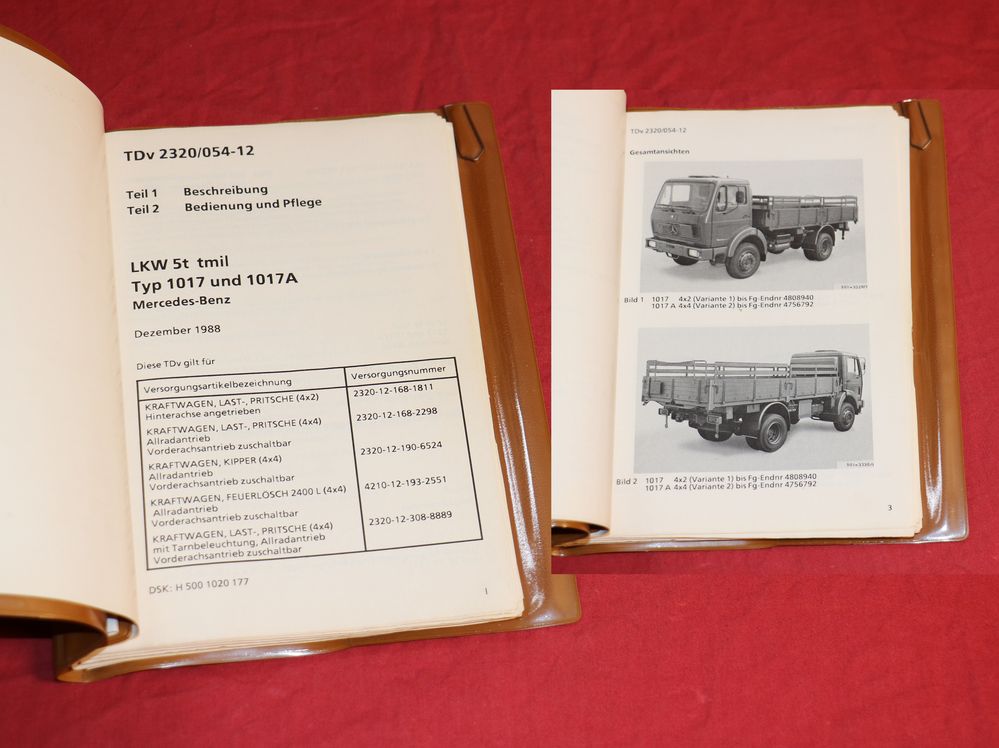 TDv 2320/054-12
Teil 1 Beschreibung
Teil 2 Bedienung und Pflege
LKW 5t tmil
Typ 1017 und 1017A
Mercedes-Benz
Dezember 1988
Diese TDv gilt für
Versorgungsartikelbezeichnung Versorgungsnummer
KRAFTWAGEN, LAST-, PRITSCHE (4x2) 2320-12-168-1811
Hinterachse angetrieben
KRAFTWAGEN, LAST-, PRITSCHE (4x4) 2320-12-168-2298
Allradantrieb
Vorderachsantrieb zuschaltbar
KRAFTWAGEN, KIPPER (4x4) 2320-12-190-6524
Allradantrieb
Vorderachsantrieb zuschaltbar
KRAFTWAGEN, FEUERLÖSCH 2400 L (4x4) 4210-12-193-2551
Allradantrieb
Vorderachsantrieb zuschaltbar
KRAFTWAGEN, LAST-, PRITSCHE (4x4) 2320-12-308-8889
mit Tarnbeleuchtung, Allradantrieb
Vorderachsantrieb zuschaltbar
DSK: H 500 1020 177
1
TDv 2320/054-12
Gesamtansichten
Bild 1 1017 4x2 (Variante 1) bis Fg-Endnr 4808940
1017 A 4x4 (Variante 2) bis Fg-Endnr 4756792
Bild 2 1017 4x2 (Variante 1) bis Fg-Endnr 4808940
1017 A 4x4 (Variante 2) bis Fg-Endnr 4756792
3